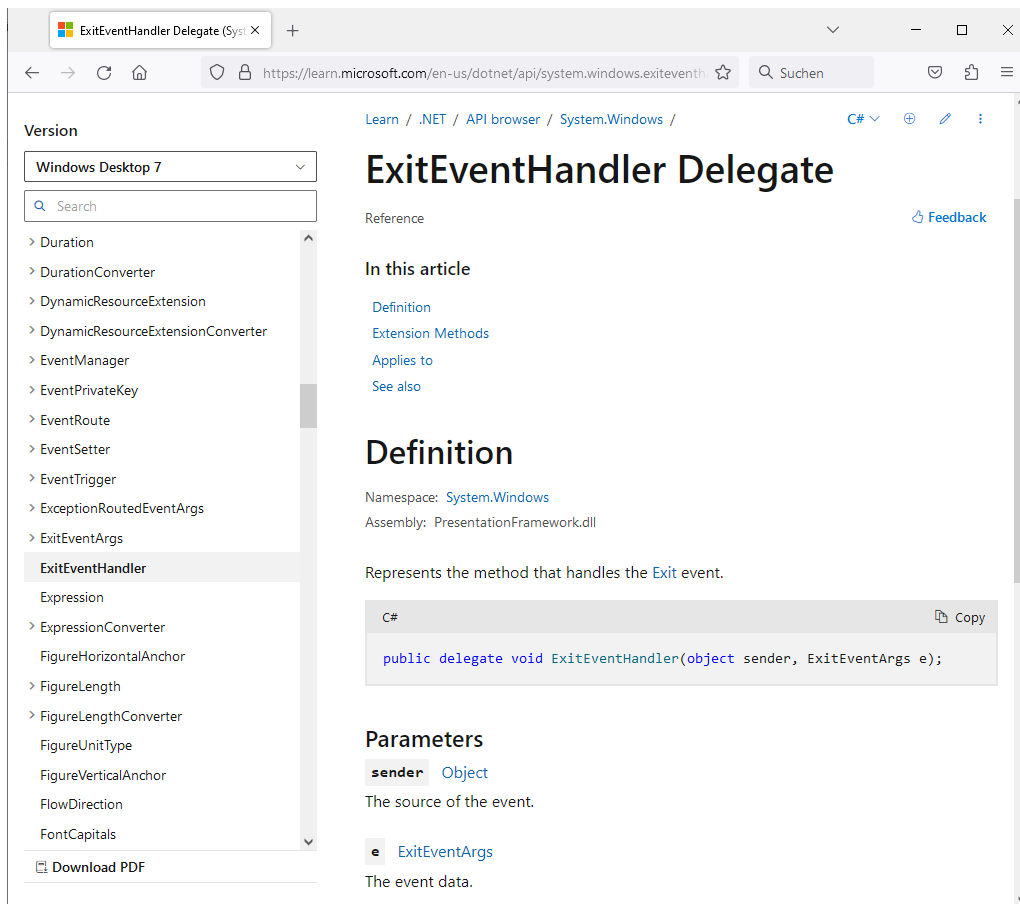 ExitEventHandler Delegate (Syst
https://learn.microsoft.com/en-us/dotnet/api/system.windows.exiteventh
Suchen
Version
Windows Desktop 7
Search
Duration
DurationConverter
DynamicResourceExtension
DynamicResourceExtensionConverter
EventManager
EventPrivateKey
EventRoute
EventSetter
EventTrigger
ExceptionRoutedEventArgs
ExitEventArgs
ExitEventHandler
Expression
ExpressionConverter
FigureHorizontalAnchor
FigureLength
FigureLengthConverter
FigureUnitType
FigureVerticalAnchor
FlowDirection
FontCapitals
Download PDF
Learn / .NET / API browser / System.Windows /
C#
ExitEventHandler Delegate
Reference
Feedback
In this article
Definition
Extension Methods
Applies to
See also
Definition
Namespace: System.Windows
Assembly: PresentationFramework.dll
Represents the method that handles the Exit event.
C#
Copy
public delegate void ExitEventHandler(object sender, ExitEventArgs e);
Parameters
sender Object
The source of the event.
e ExitEventArgs
The event data.